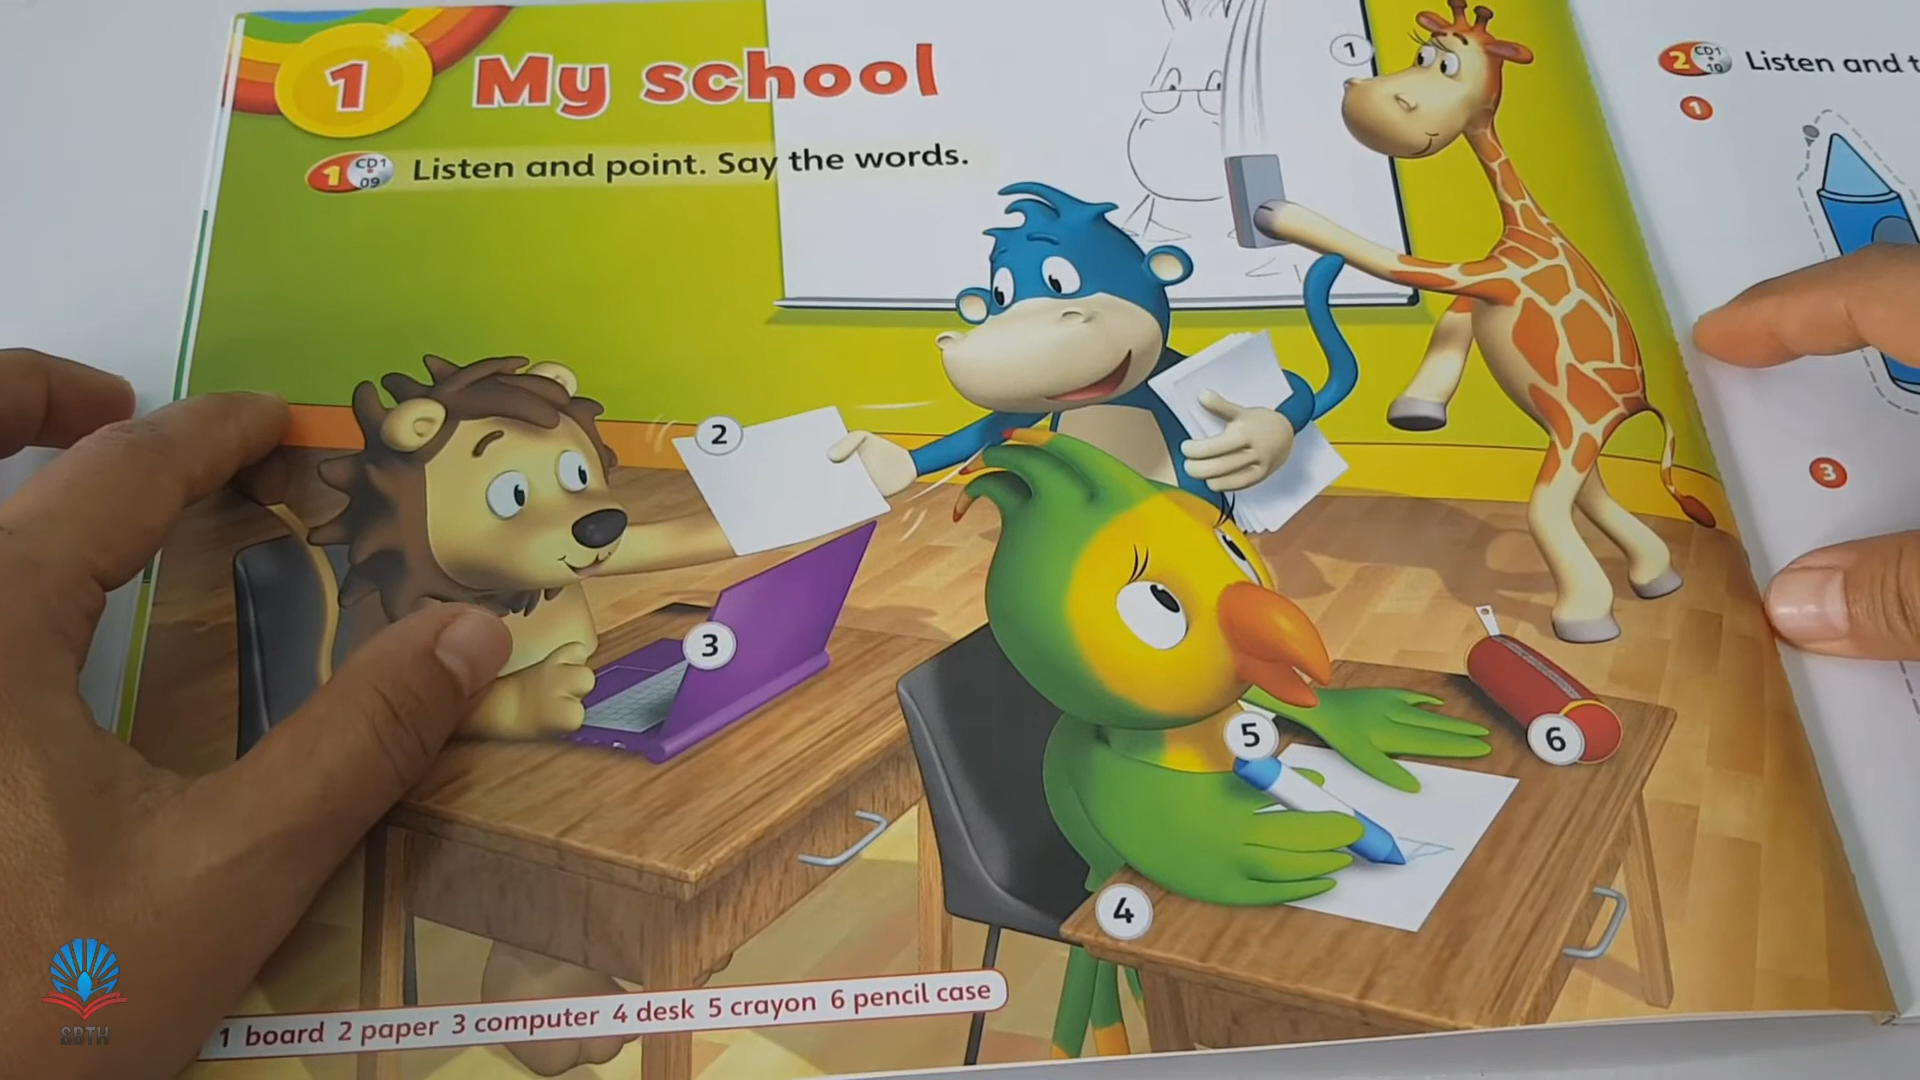 1 My school
1 CD1 09 Listen and point. Say the words.
1
2
3
4
5
6
1 board 2 paper 3 computer 4 desk 5 crayon 6 pencil case
2 CD1 10 Listen and
1
3
SBTH